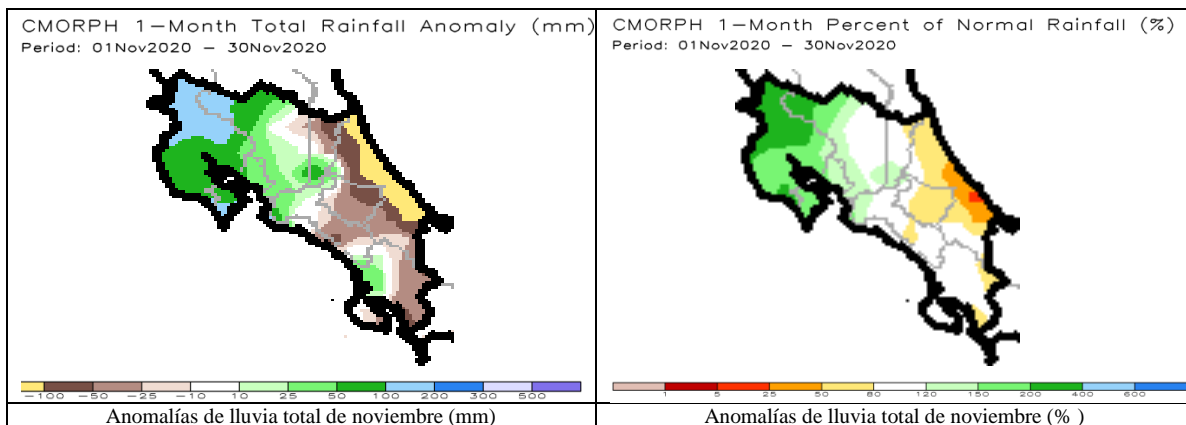 CMORPH 1-Month Total Rainfall Anomaly (mm)
Period: 01Nov2020 - 30Nov2020
-100 -50 -25 -10 10 25 50 100 200 300 500
Anomalías de lluvia total de noviembre (mm)
CMORPH 1-Month Percent of Normal Rainfall (%)
Period: 01Nov2020 - 30Nov2020
1 5 25 50 80 120 150 200 400 600
Anomalías de lluvia total de noviembre (% )